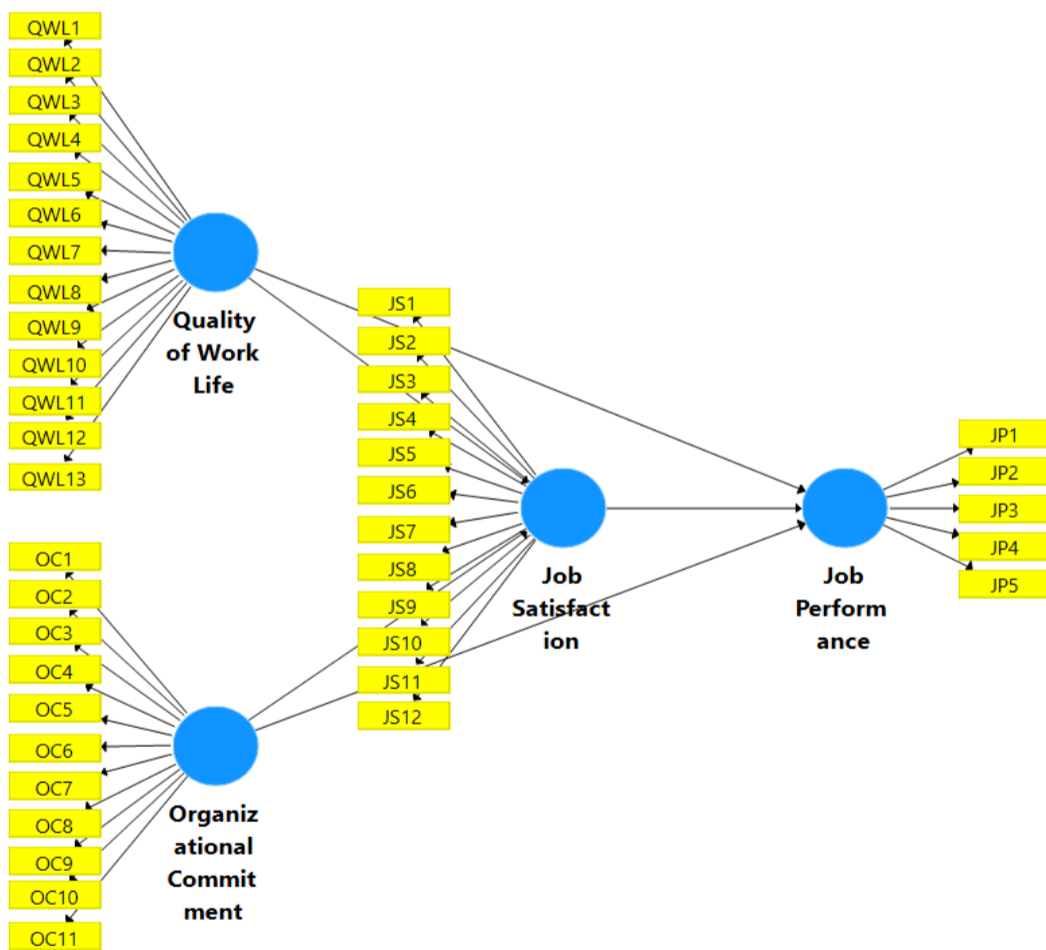 QWL1
QWL2
QWL3
QWL4
QWL5
QWL6
QWL7
QWL8
QWL9
QWL10
QWL11
QWL12
QWL13
Quality
of Work
Life
OC1
OC2
OC3
OC4
OC5
OC6
OC7
OC8
OC9
OC10
OC11
Organiz
ational
Commit
ment
JS1
JS2
JS3
JS4
JS5
JS6
JS7
JS8
JS9
JS10
JS11
JS12
Job
Satisfact
ion
Job
Perform
ance
JP1
JP2
JP3
JP4
JP5